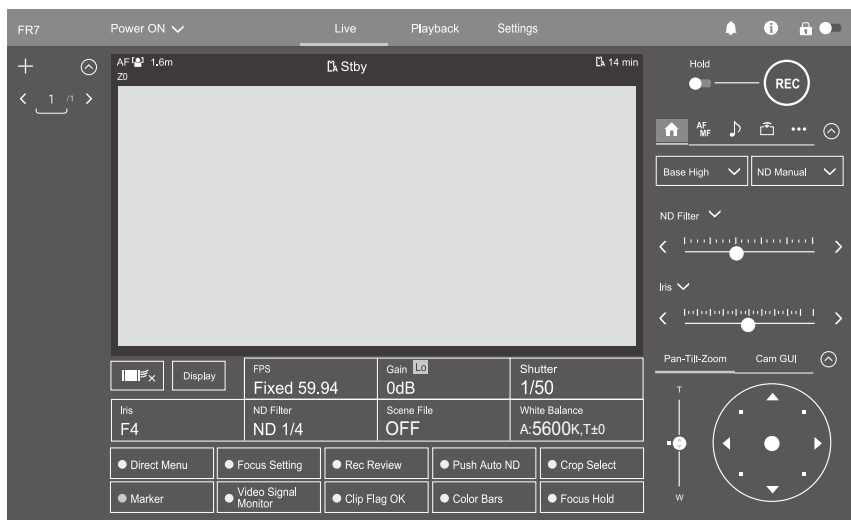 FR7
Power ON
Live
Playback
Settings
1 /1
AF 1.6m
Z0
Stby
14 min
Hold
REC
AF
MF
Base High
ND Manual
ND Filter
Iris
Display
FPS
Fixed 59.94
Gain Lo
0dB
Shutter
1/50
Iris
F4
ND Filter
ND 1/4
Scene File
OFF
White Balance
A:5600K,T±0
Direct Menu
Focus Setting
Rec Review
Push Auto ND
Crop Select
Marker
Video Signal
Monitor
Clip Flag OK
Color Bars
Focus Hold
Pan-Tilt-Zoom
Cam GUI
T
W